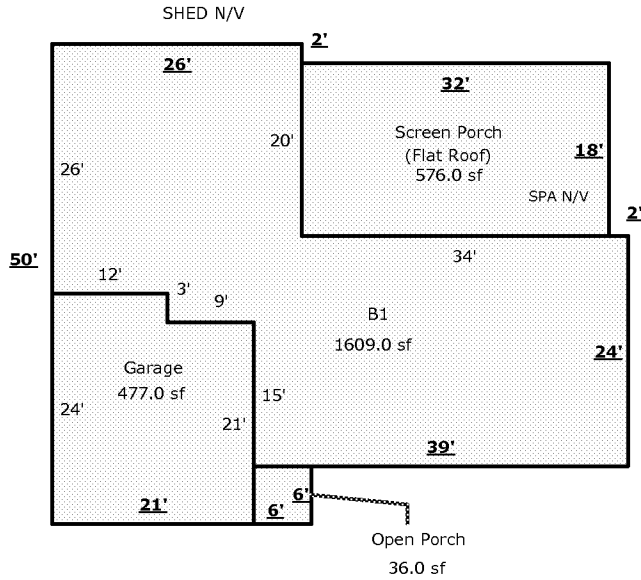 SHED N/V
2'
26'
32'
Screen Porch
(Flat Roof)
576.0 sf
20'
18'
26'
SPA N/V
2'
34'
50'
12'
3'
9'
B1
1609.0 sf
24'
Garage
477.0 sf
24'
15'
21'
39'
21'
6'
6'
Open Porch
36.0 sf